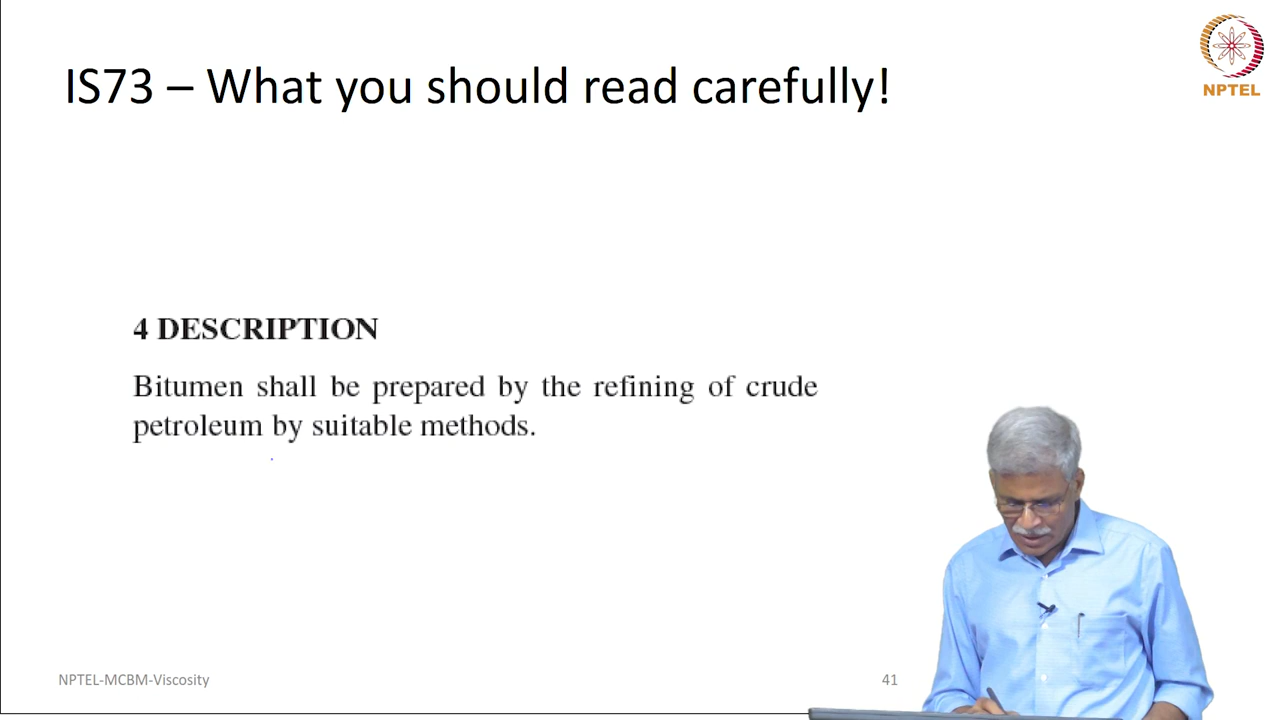 IS73 – What you should read carefully!
NPTEL
4 DESCRIPTION
Bitumen shall be prepared by the refining of crude
petroleum by suitable methods.
NPTEL-MCBM-Viscosity
41